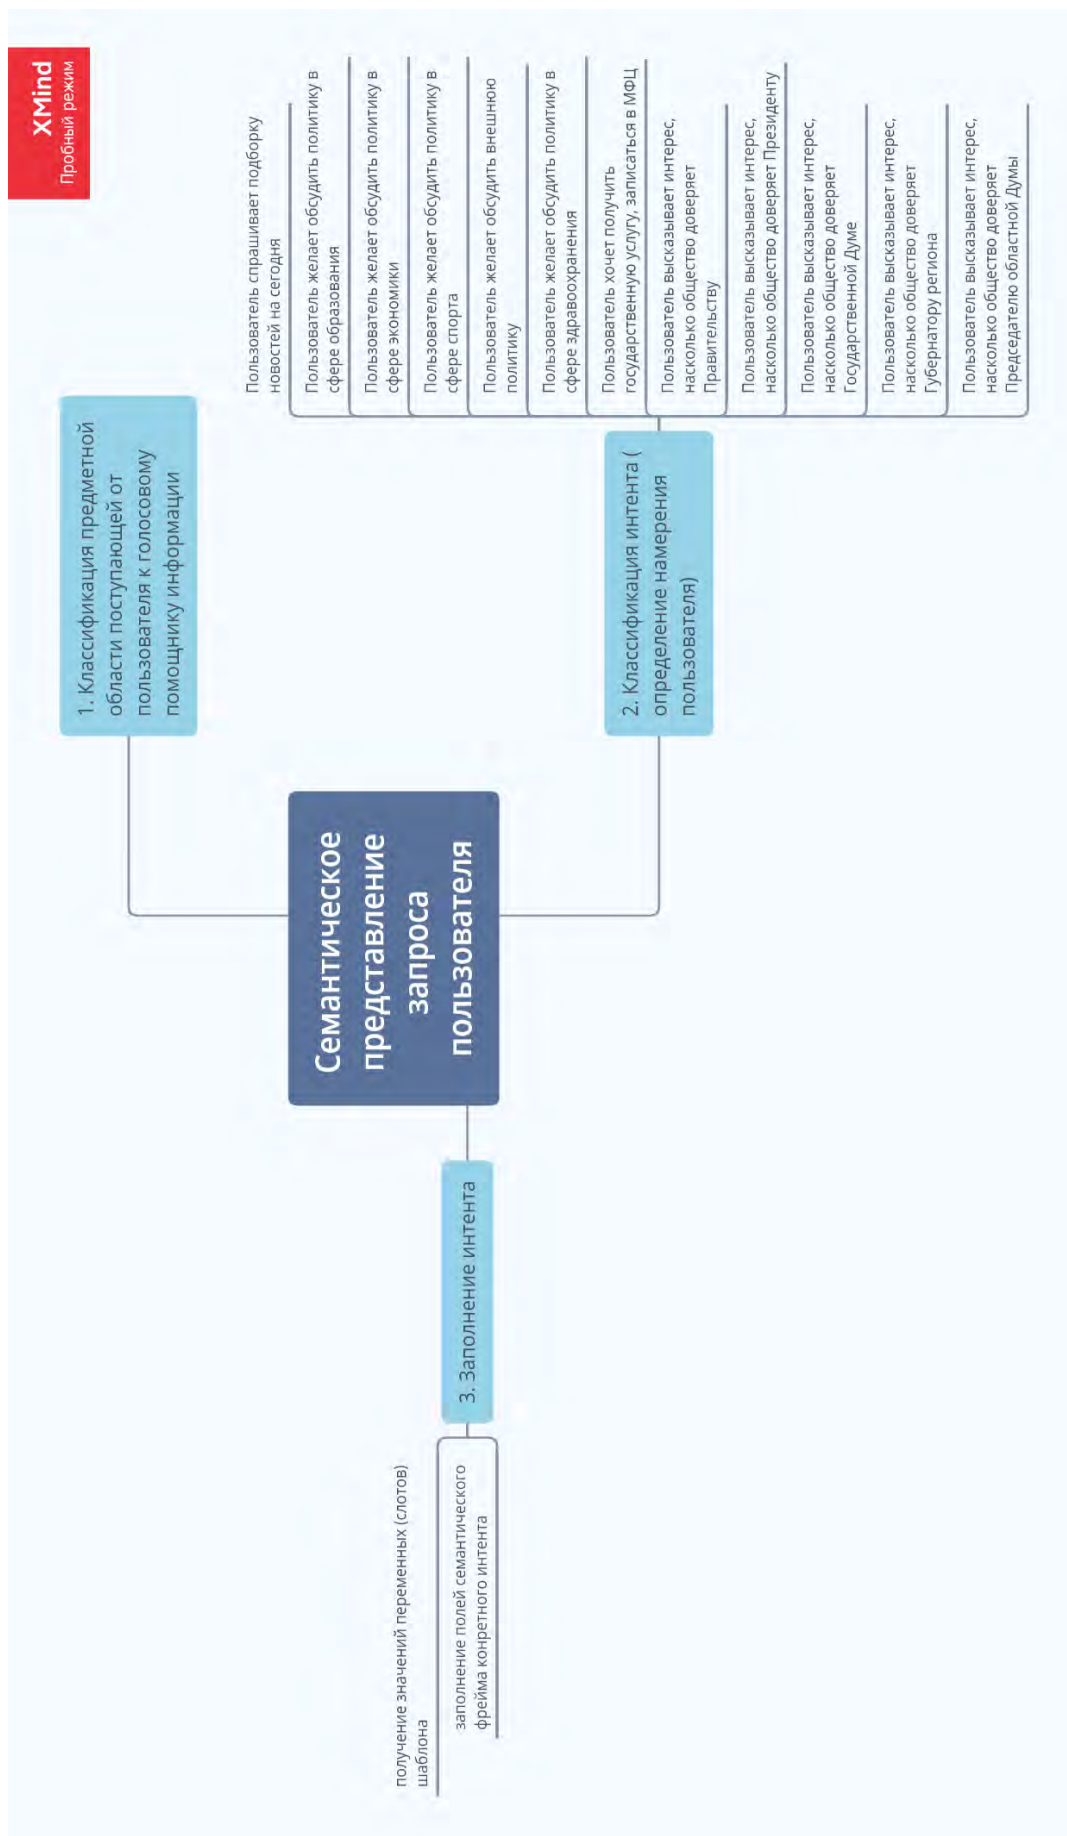 XMind
Пробный режим
1. Классификация предметной
области поступающей от
пользователя к голосовому
помощнику информации
Семантическое
представление
запроса
пользователя
2. Классификация интента (
определение намерения
пользователя)
Пользователь спрашивает подборку
новостей на сегодня
Пользователь желает обсудить политику в
сфере образования
Пользователь желает обсудить политику в
сфере экономики
Пользователь желает обсудить политику в
сфере спорта
Пользователь желает обсудить внешнюю
политику
Пользователь желает обсудить политику в
сфере здравоохранения
Пользователь хочет получить
государственную услугу, записаться в МФЦ
Пользователь высказывает интерес,
насколько общество доверяет
Правительству
Пользователь высказывает интерес,
насколько общество доверяет Президенту
Пользователь высказывает интерес,
насколько общество доверяет
Государственной Думе
Пользователь высказывает интерес,
насколько общество доверяет
Губернатору региона
Пользователь высказывает интерес,
насколько общество доверяет
Председателю областной Думы
3. Заполнение интента
получение значений переменных (слотов)
шаблона
заполнение полей семантического
фрейма конретного интента